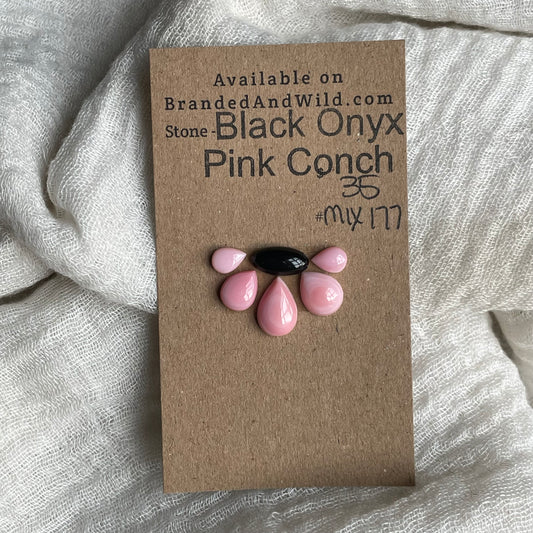 Available on
BrandedAndWild.com
Stone - Black Onyx
Pink Conch
35
#MIX177